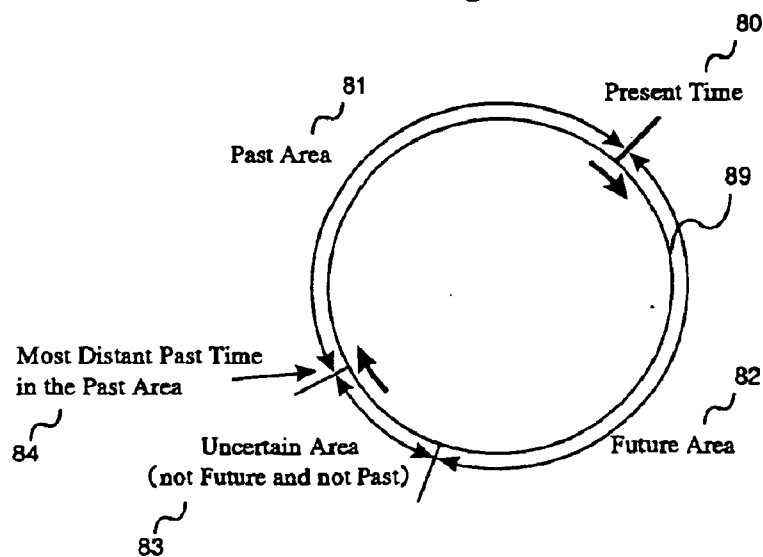 80
Present Time
81
Past Area
89
Most Distant Past Time
in the Past Area
84
82
Future Area
Uncertain Area
(not Future and not Past)
83